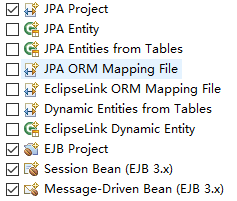 JPA Project
JPA Entity
JPA Entities from Tables
JPA ORM Mapping File
EclipseLink ORM Mapping File
Dynamic Entities from Tables
EclipseLink Dynamic Entity
EJB Project
Session Bean (EJB 3.x)
Message-Driven Bean (EJB 3.x)